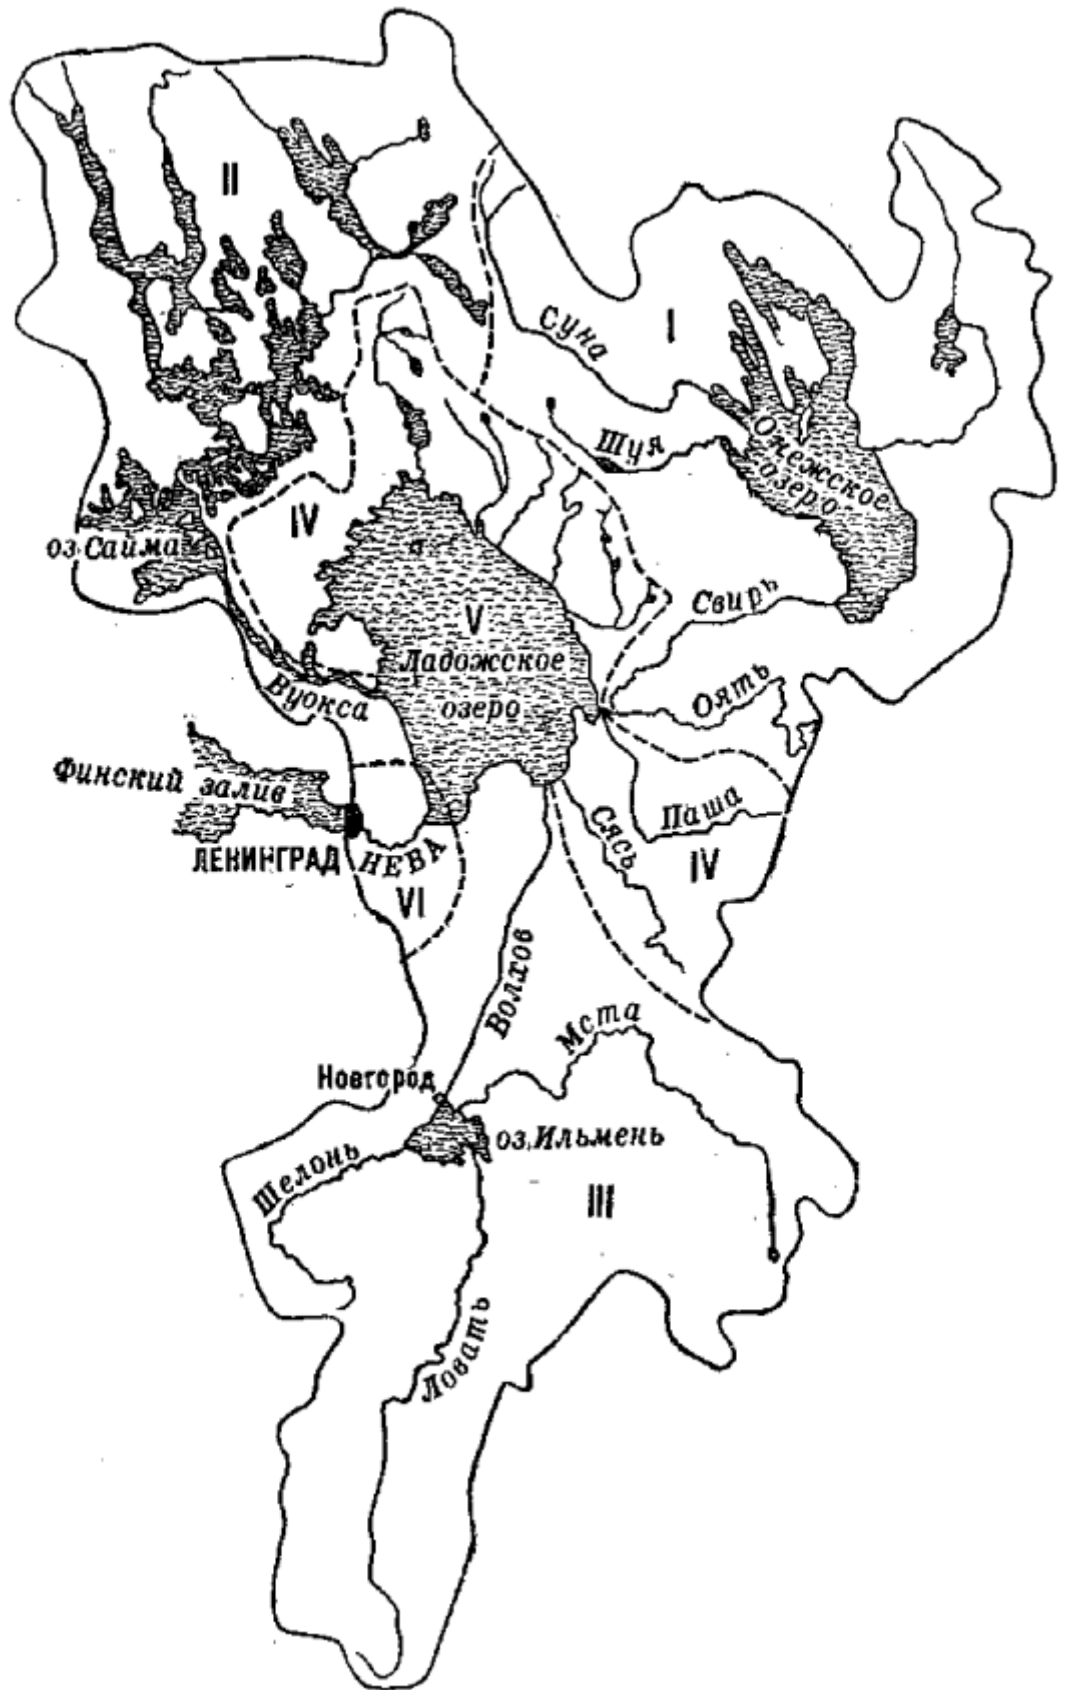 II
I
Суна
Шуя
Онежское
озеро
IV
оз.Сайма
V
Ладожское
озеро
Свирь
Вуокса
Оять
Финский залив
Паша
Сясь
ЛЕНИНГРАД
НЕВА
IV
VI
Волхов
Мста
Новгород
оз.Ильмень
Шелонь
III
Ловать